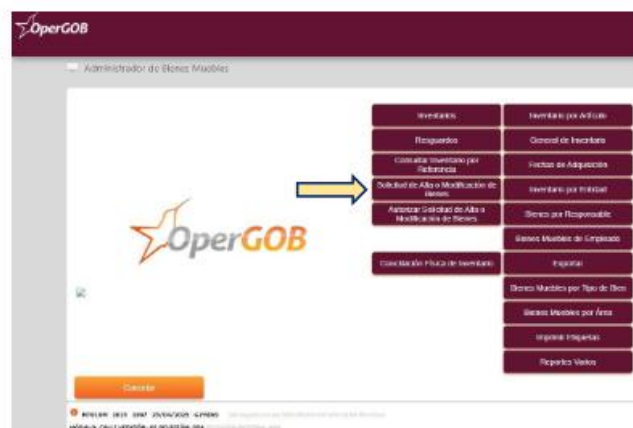 OperGOB
Administrador de Bienes Muebles
Inventarios
Inventario por Artículo
Resguardos
General de Inventario
Consultar Inventario por
Referencia
Fechas de Adquisición
Solicitud de Alta o Modificación de
Bienes
Inventario por Entidad
Autorizar Solicitud de Alta o
Modificación de Bienes
Bienes por Responsable
Bienes Muebles de Empleado
Conciliación Física de Inventario
Exportar
Bienes Muebles por Tipo de Bien
Bienes Muebles por Área
Imprimir Etiquetas
Reportes Varios
OperGOB
Cancelar